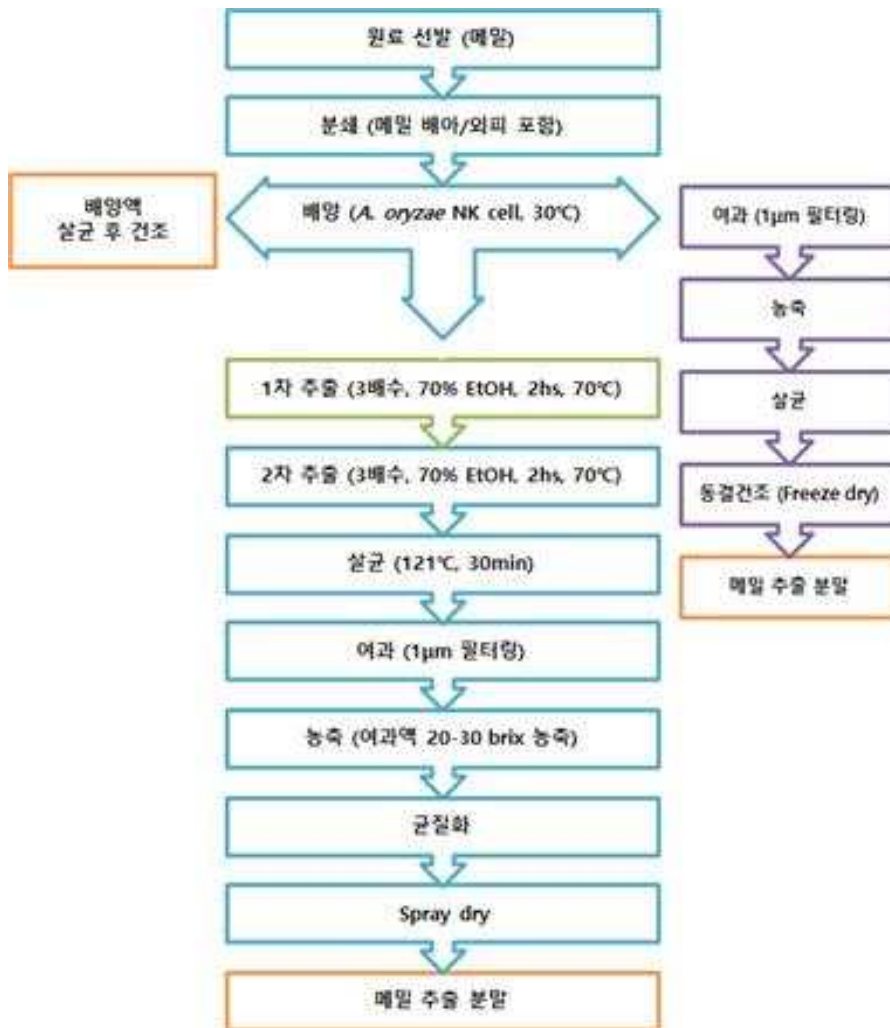 원료 선발 (메밀)
분쇄 (메밀 배아/외피 포함)
배양액
살균 후 건조
배양 (A. oryzae NK cell, 30℃)
여과 (1μm 필터링)
농축
살균
동결건조 (Freeze dry)
메밀 추출 분말
1차 추출 (3배수, 70% EtOH, 2hs, 70℃)
2차 추출 (3배수, 70% EtOH, 2hs, 70℃)
살균 (121℃, 30min)
여과 (1μm 필터링)
농축 (여과액 20-30 brix 농축)
균질화
Spray dry
메밀 추출 분말